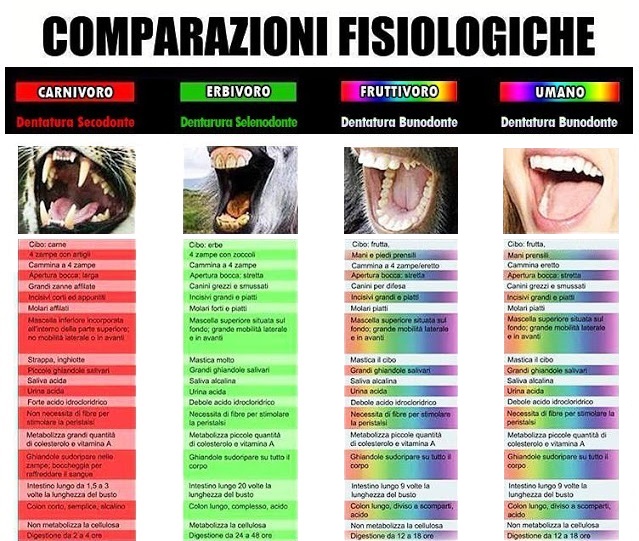 COMPARAZIONI FISIOLOGICHE
CARNIVORO
ERBIVORO
FRUTTIVORO
UMANO
Dentatura Secodonte
Dentarura Selenodonte
Dentatura Bunodonte
Dentatura Bunodonte
Cibo: carne
4 zampe con artigli
Cammina a 4 zampe
Apertura bocca: larga
Grandi zanne affilate
Incisivi corti ed appuntiti
Molari affilati
Mascella inferiore incorporata
all'interno della parte superiore;
no mobilità laterale o in avanti
Strappa, inghiotte
Piccole ghiandole salivari
Saliva acida
Urina acida
Forte acido idrocloridrico
Non necessita di fibre per
stimolare la peristalsi
Metabolizza grandi quantità
di colesterolo e vitamina A
Ghiandole sudoripare nelle
zampe; boccheggia per
raffreddare il sangue
Intestino lungo da 1,5 a 3
volte la lunghezza del busto
Colon corto, semplice, alcalino
Non metabolizza la cellulosa
Digestione da 2 a 4 ore
Cibo: erbe
4 zampe con zoccoli
Cammina a 4 zampe
Apertura bocca: stretta
Canini grezzi e smussati
Incisivi grandi e piatti
Molari forti e piatti
Mascella superiore situata sul
fondo; grande mobilità laterale
e in avanti
Mastica molto
Grandi ghiandole salivari
Saliva alcalina
Urina acida
Debole acido idrocloridrico
Necessita di fibre per stimolare
la peristalsi
Metabolizza piccole quantità
di colesterolo e vitamina A
Ghiandole sudoripare su tutto il
corpo
Intestino lungo 20 volte la
lunghezza del busto
Colon lungo, complesso, acido
Metabolizza la cellulosa
Digestione da 24 a 48 ore
Cibo: frutta,
Mani e piedi prensili
Cammina a 4 zampe/eretto
Apertura bocca: stretta
Canini per difesa
Incisivi grandi e piatti
Molari piatti
Mascella superiore situata sul
fondo; grande mobilità laterale
e in avanti
Mastica il cibo
Grandi ghiandole salivari
Saliva alcalina
Urina acida
Debole acido idrocloridrico
Necessita di fibre per stimolare
la peristalsi
Metabolizza piccole quantità
di colesterolo e vitamina A
Ghiandole sudoripare su tutto il
corpo
Intestino lungo 9 volte la
lunghezza del busto
Colon lungo, diviso a scomparti,
acido
Non metabolizza la cellulosa
Digestione da 12 a 18 ore
Cibo: frutta,
Mani prensili
Cammina eretto
Apertura bocca: stretta
Canini grezzi e smussati
Incisivi grandi e piatti
Molari piatti
Mascella superiore situata sul
fondo; grande mobilità laterale
e in avanti
Mastica il cibo
Grandi ghiandole salivari
Saliva alcalina
Urina acida
Debole acido idrocloridrico
Necessita di fibre per stimolare la
peristalsi
Metabolizza piccole quantità
di colesterolo e vitamina A
Ghiandole sudoripare su tutto il
corpo
Intestino lungo 9 volte la
lunghezza del busto
Colon lungo, diviso a scomparti,
acido
Non metabolizza la cellulosa
Digestione da 12 a 18 ore